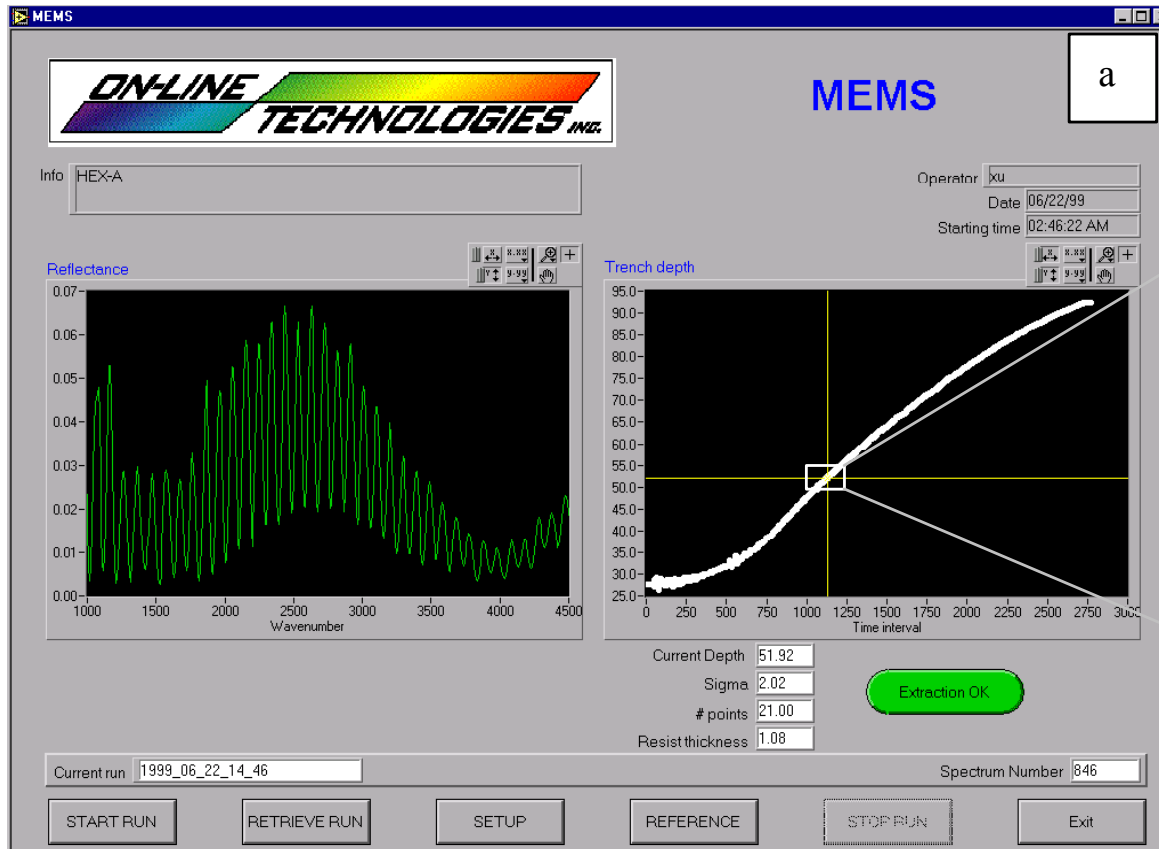 MEMS
a
ON-LINE
TECHNOLOGIES INC.
MEMS
Info HEX-A
Operator xu
Date 06/22/99
Starting time 02:46:22 AM
Reflectance
0.07
0.06
0.05
0.04
0.03
0.02
0.01
0.00
1000 1500 2000 2500 3000 3500 4000 4500
Wavenumber
Trench depth
95.0
90.0
85.0
80.0
75.0
70.0
65.0
60.0
55.0
50.0
45.0
40.0
35.0
30.0
25.0
0 250 500 750 1000 1250 1500 1750 2000 2250 2500 2750 3000
Time interval
Current Depth 51.92
Sigma 2.02
# points 21.00
Resist thickness 1.08
Extraction OK
Current run 1999_06_22_14_46
Spectrum Number 846
START RUN RETRIEVE RUN SETUP REFERENCE STOP RUN Exit